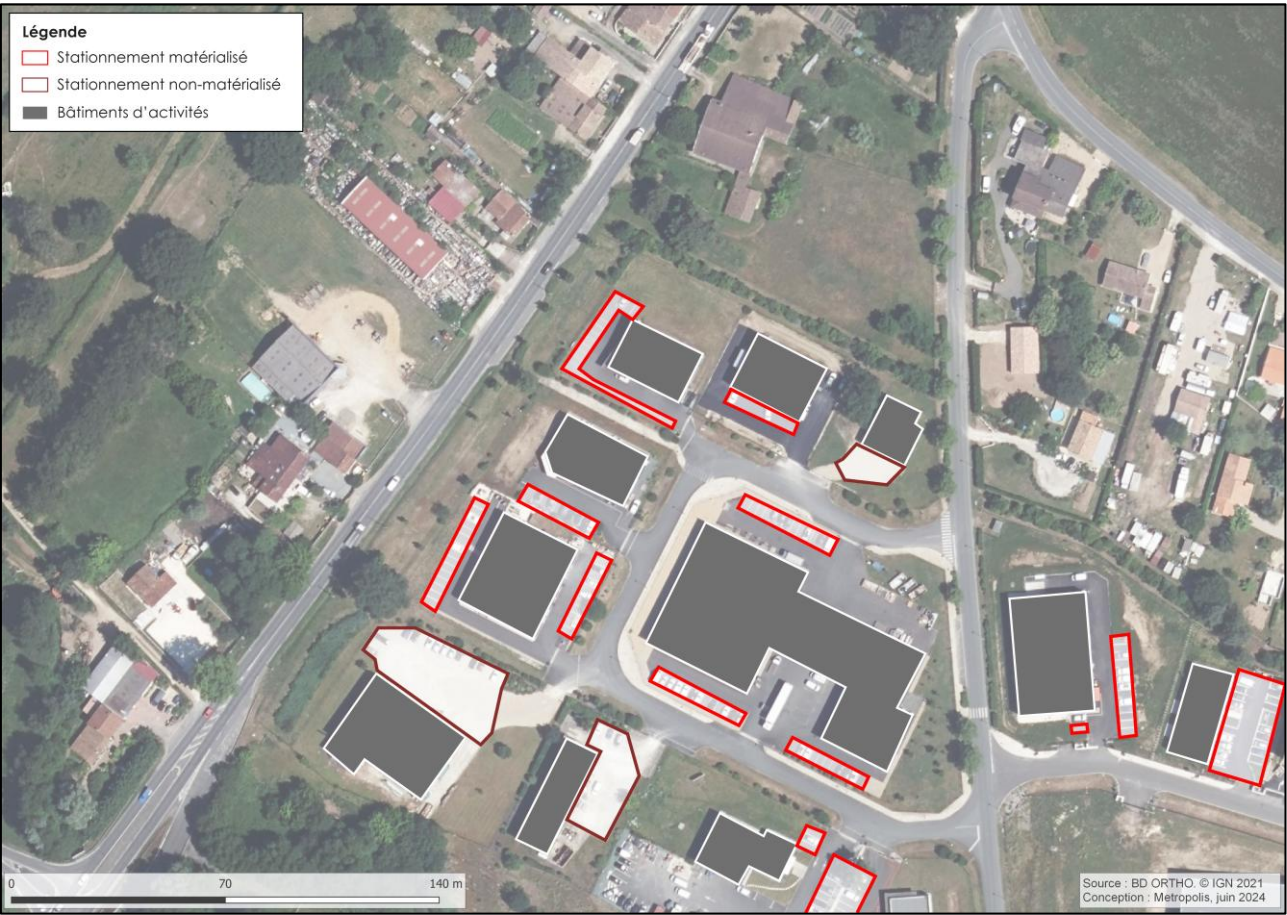 Légende
Stationnement matérialisé
Stationnement non-matérialisé
Bâtiments d'activités
0 70 140 m
Source : BD ORTHO. © IGN 2021
Conception : Metropolis, juin 2024